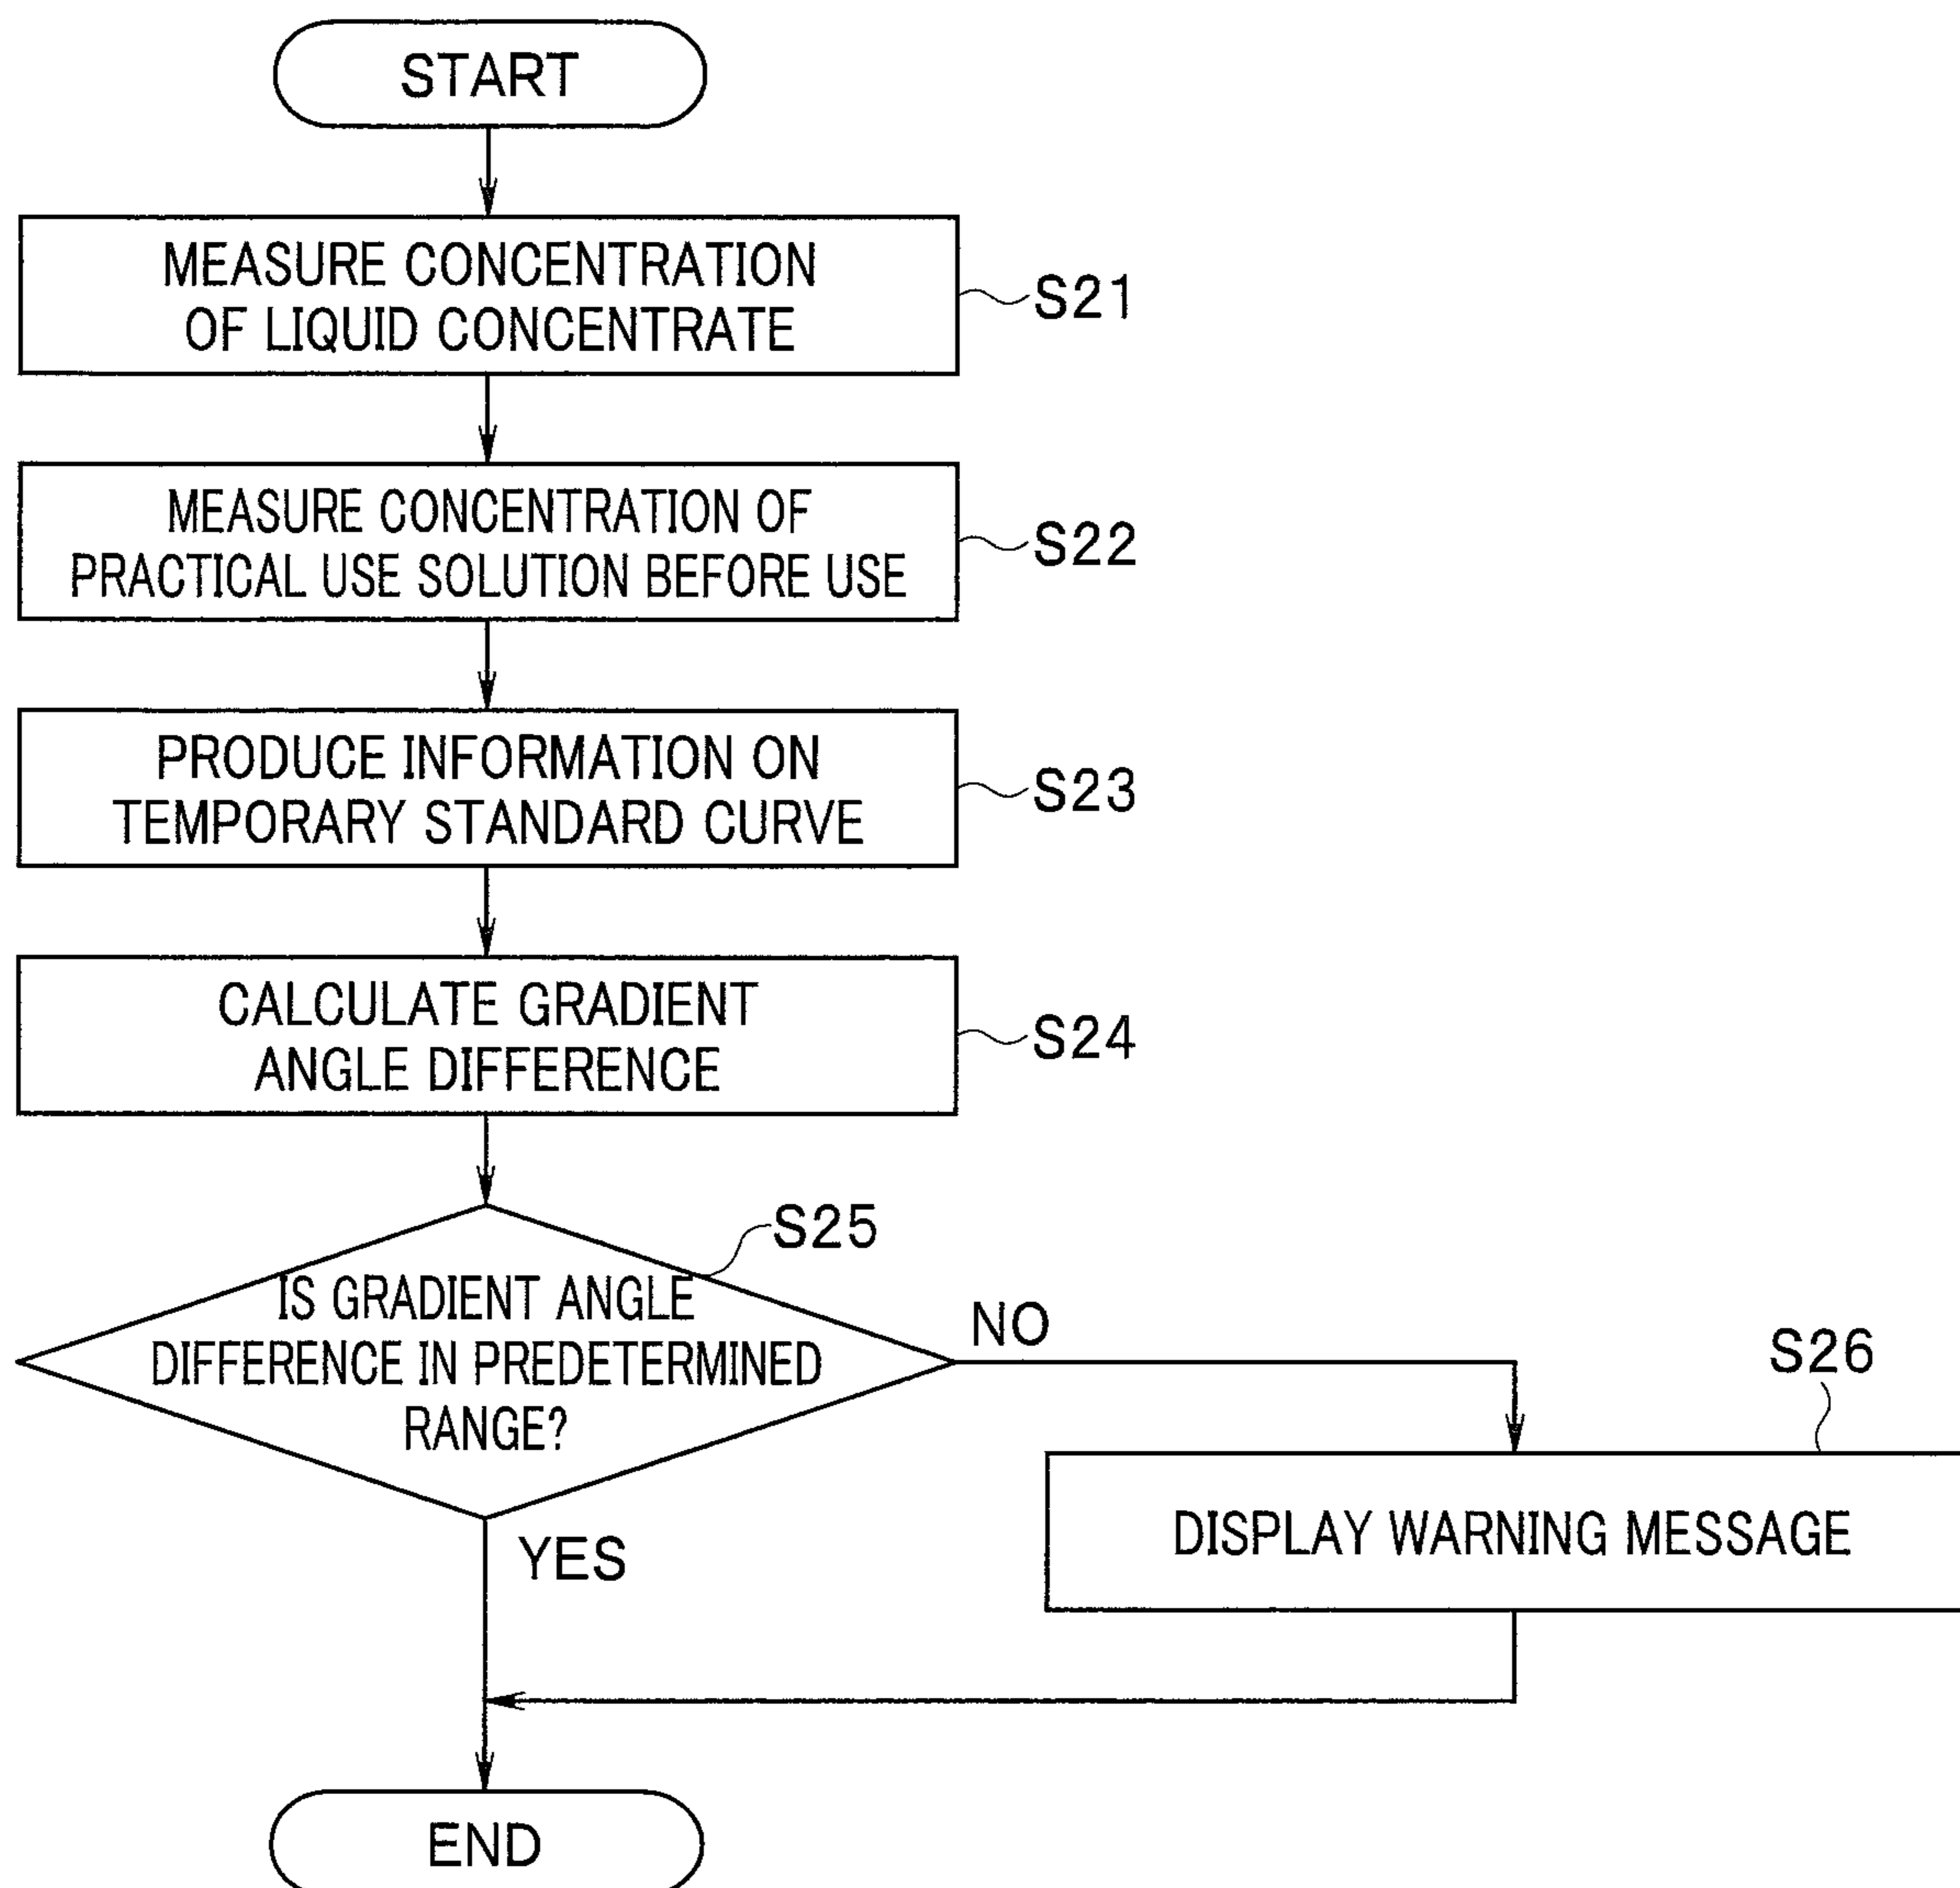 START
MEASURE CONCENTRATION
OF LIQUID CONCENTRATE
S21
MEASURE CONCENTRATION OF
PRACTICAL USE SOLUTION BEFORE USE
S22
PRODUCE INFORMATION ON
TEMPORARY STANDARD CURVE
S23
CALCULATE GRADIENT
ANGLE DIFFERENCE
S24
S25
IS GRADIENT ANGLE
DIFFERENCE IN PREDETERMINED
RANGE?
NO
S26
DISPLAY WARNING MESSAGE
YES
END